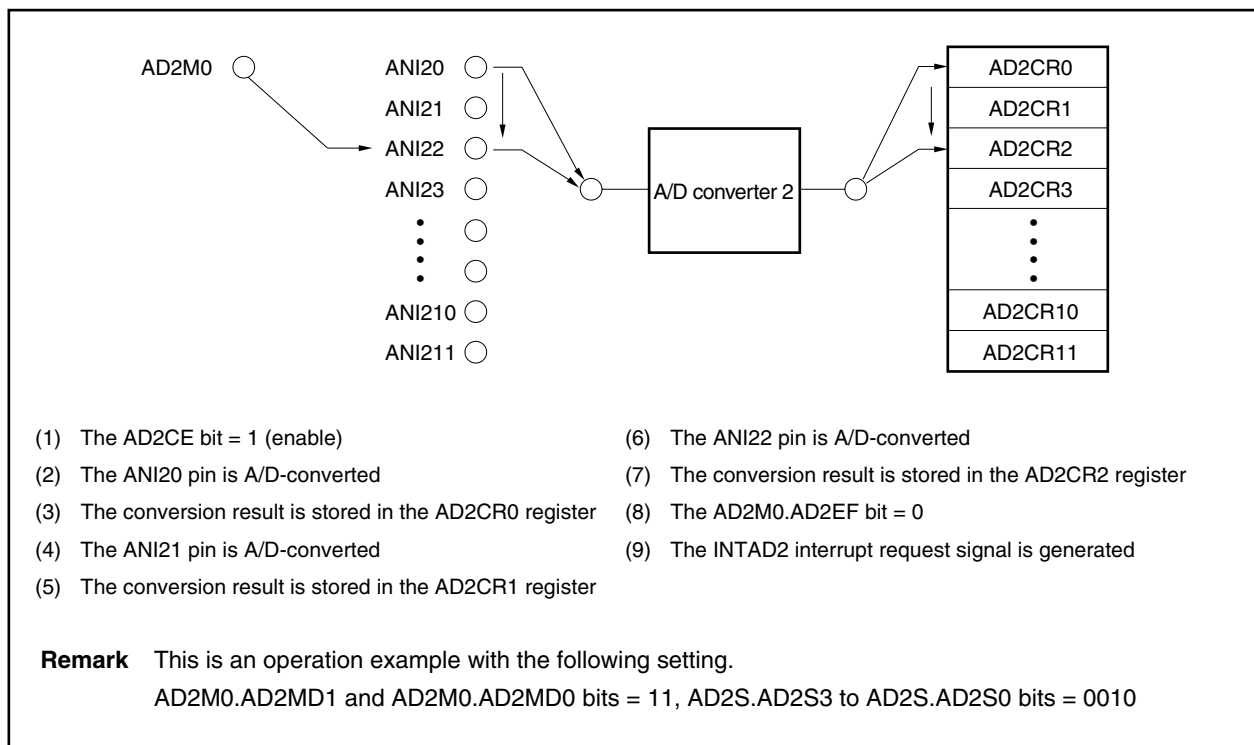 AD2M0
ANI20
ANI21
ANI22
ANI23
ANI210
ANI211
A/D converter 2
AD2CR0
AD2CR1
AD2CR2
AD2CR3
AD2CR10
AD2CR11
(1) The AD2CE bit = 1 (enable)
(2) The ANI20 pin is A/D-converted
(3) The conversion result is stored in the AD2CR0 register
(4) The ANI21 pin is A/D-converted
(5) The conversion result is stored in the AD2CR1 register
(6) The ANI22 pin is A/D-converted
(7) The conversion result is stored in the AD2CR2 register
(8) The AD2M0.AD2EF bit = 0
(9) The INTAD2 interrupt request signal is generated
Remark This is an operation example with the following setting.
AD2M0.AD2MD1 and AD2M0.AD2MD0 bits = 11, AD2S.AD2S3 to AD2S.AD2S0 bits = 0010